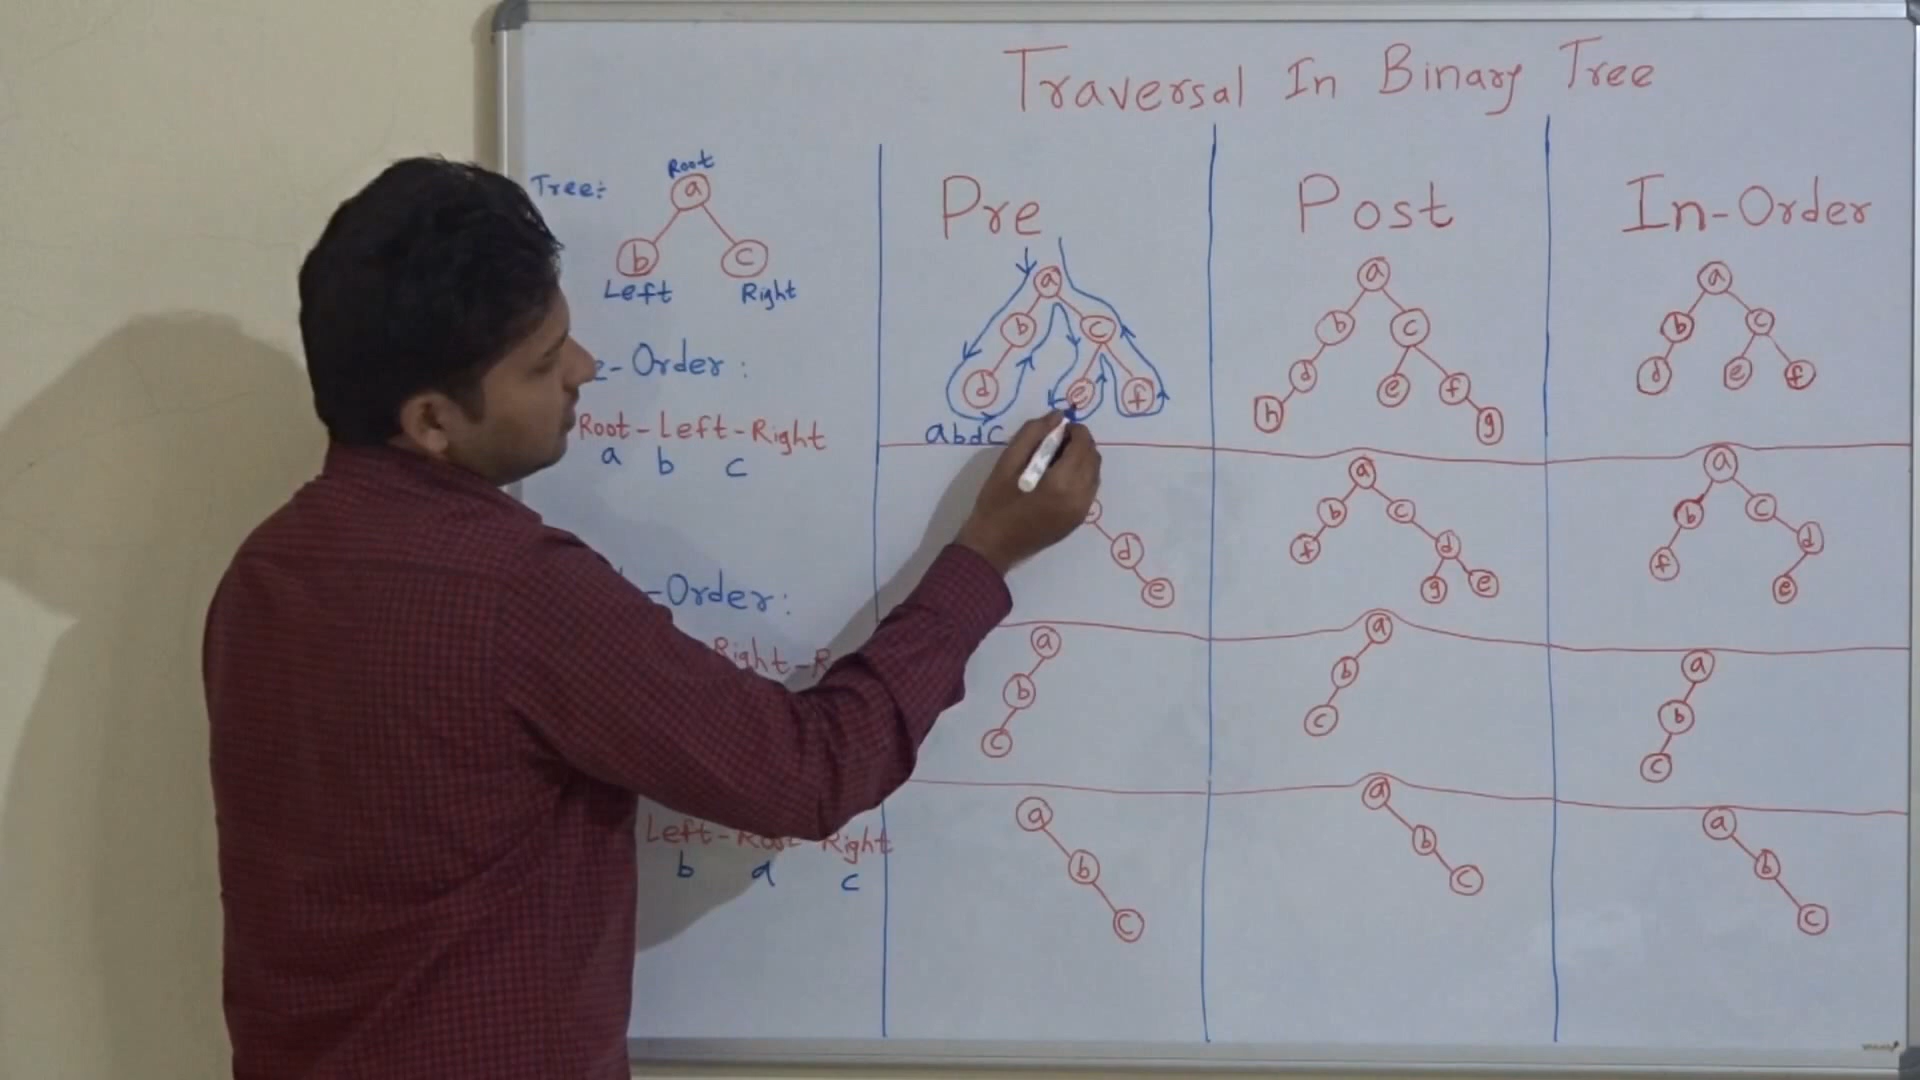 Traversal In Binary Tree
Tree:
Root
a
b
c
Left
Right
-Order :
Root-Left-Right
a b c
-Order:
Right-
Left-Root-Right
b a c
Pre
a
b
c
d
e
f
abdc
d
e
a
b
c
a
b
c
Post
a
b
c
d
e
f
h
g
a
b
c
f
d
g
e
a
b
c
a
b
c
In-Order
a
b
c
d
e
f
a
b
c
f
d
e
a
b
c
a
b
c